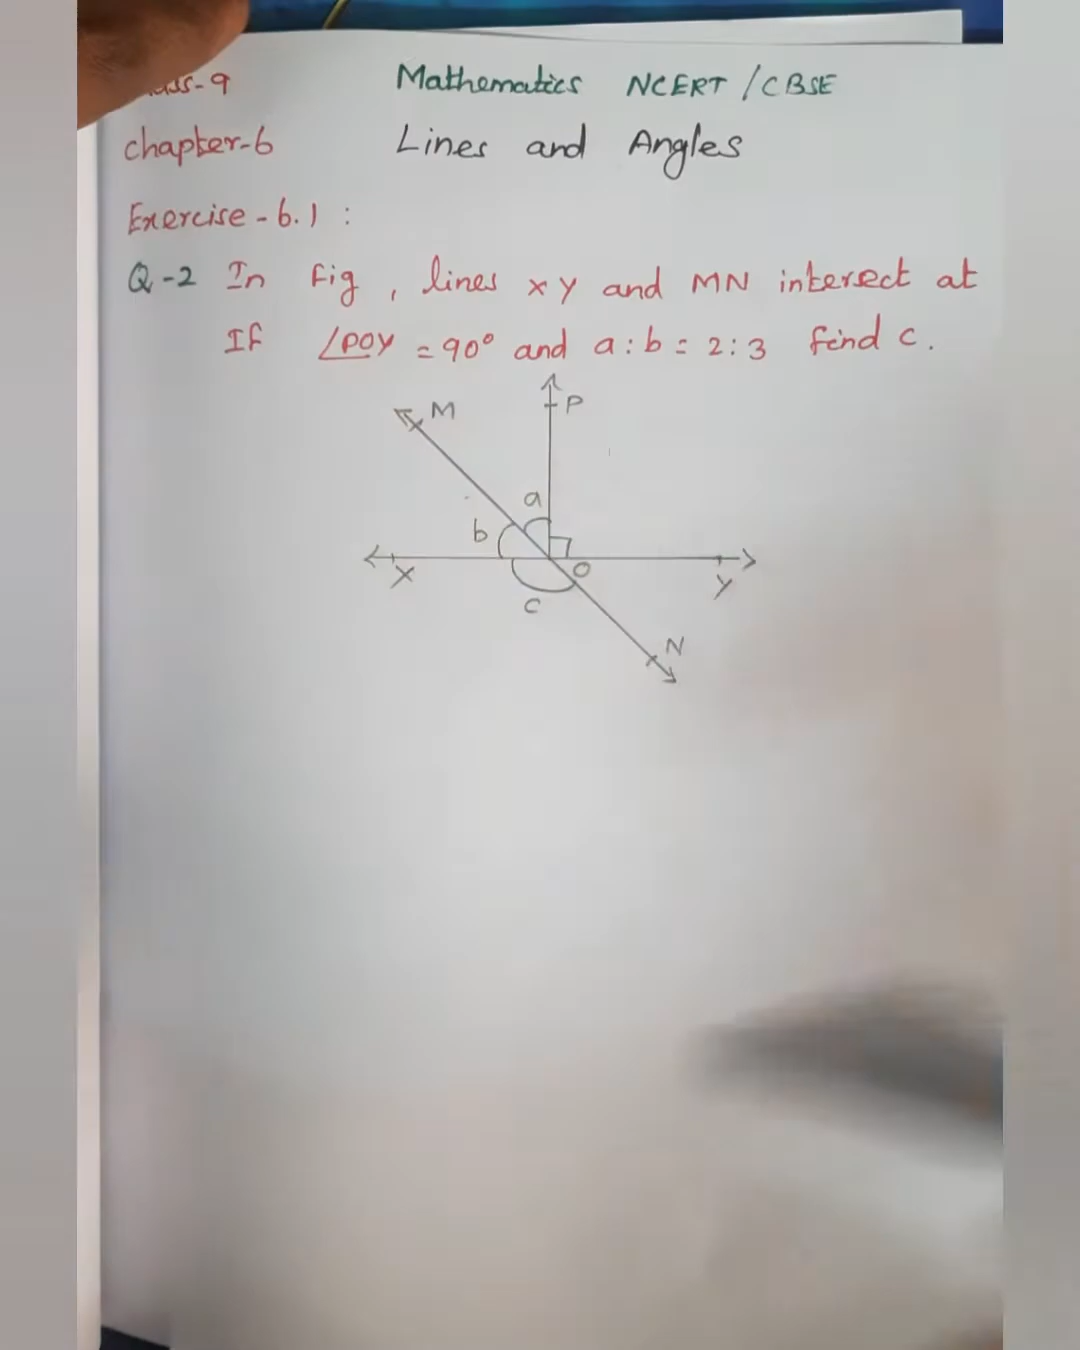 -9 Mathematics NCERT / CBSE
chapter-6 Lines and Angles
Exercise - 6.1 :
Q-2 In Fig , lines xy and MN intersect at
If ∠POY = 90° and a : b = 2 : 3 find c .
M P
a
b
X O Y
c
N